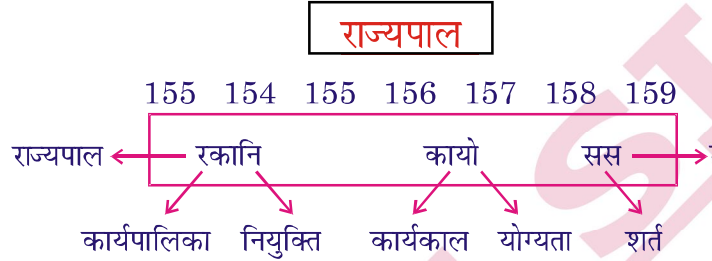 राज्यपाल
155 154 155 156 157 158 159
राज्यपाल रकानि कायो सस
कार्यपालिका नियुक्ति कार्यकाल योग्यता शर्त